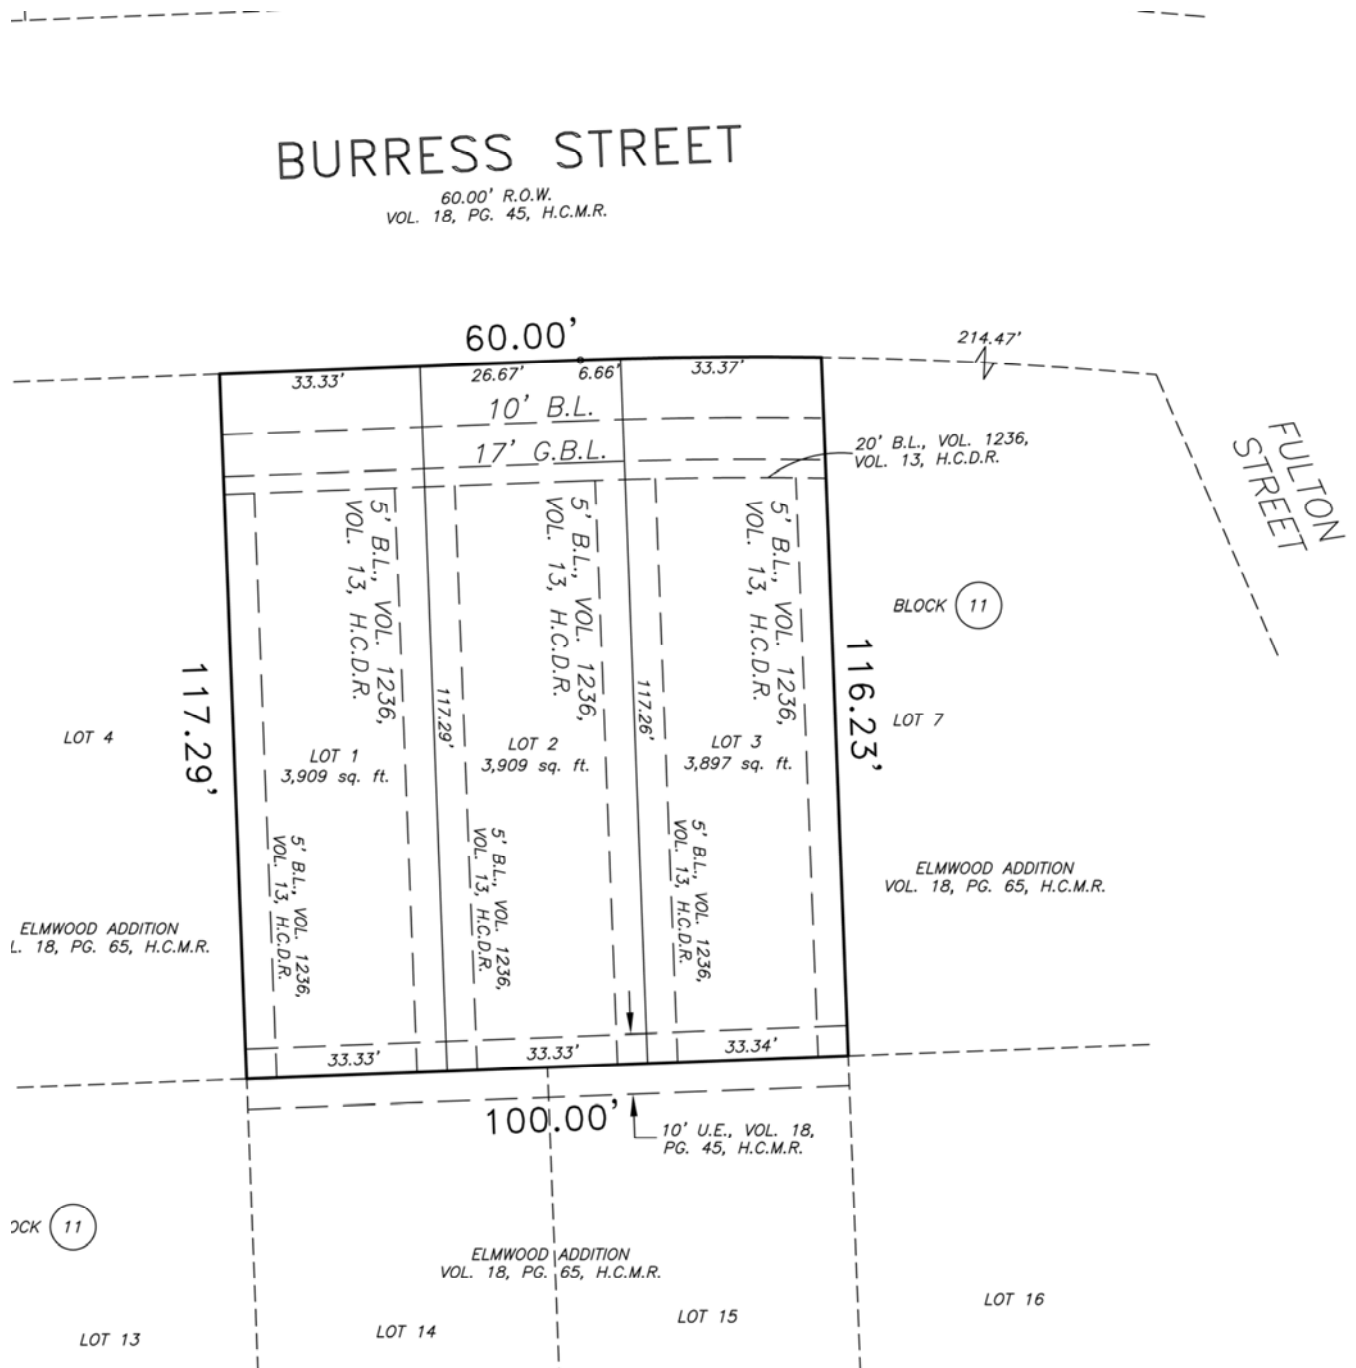 BURRESS STREET
60.00' R.O.W.
VOL. 18, PG. 45, H.C.M.R.
60.00'
214.47'
33.33'
26.67'
6.66'
33.37'
10' B.L.
17' G.B.L.
20' B.L., VOL. 1236,
VOL. 13, H.C.D.R.
FULTON
STREET
5' B.L., VOL. 1236,
VOL. 13, H.C.D.R.
5' B.L., VOL. 1236,
VOL. 13, H.C.D.R.
5' B.L., VOL. 1236,
VOL. 13, H.C.D.R.
BLOCK 11
117.29'
117.29'
117.26'
116.23'
LOT 4
LOT 1
3,909 sq. ft.
LOT 2
3,909 sq. ft.
LOT 3
3,897 sq. ft.
LOT 7
5' B.L., VOL. 1236,
VOL. 13, H.C.D.R.
5' B.L., VOL. 1236,
VOL. 13, H.C.D.R.
5' B.L., VOL. 1236,
VOL. 13, H.C.D.R.
ELMWOOD ADDITION
VOL. 18, PG. 65, H.C.M.R.
ELMWOOD ADDITION
L. 18, PG. 65, H.C.M.R.
33.33'
33.33'
33.34'
100.00'
10' U.E., VOL. 18,
PG. 45, H.C.M.R.
OCK 11
ELMWOOD ADDITION
VOL. 18, PG. 65, H.C.M.R.
LOT 13
LOT 14
LOT 15
LOT 16